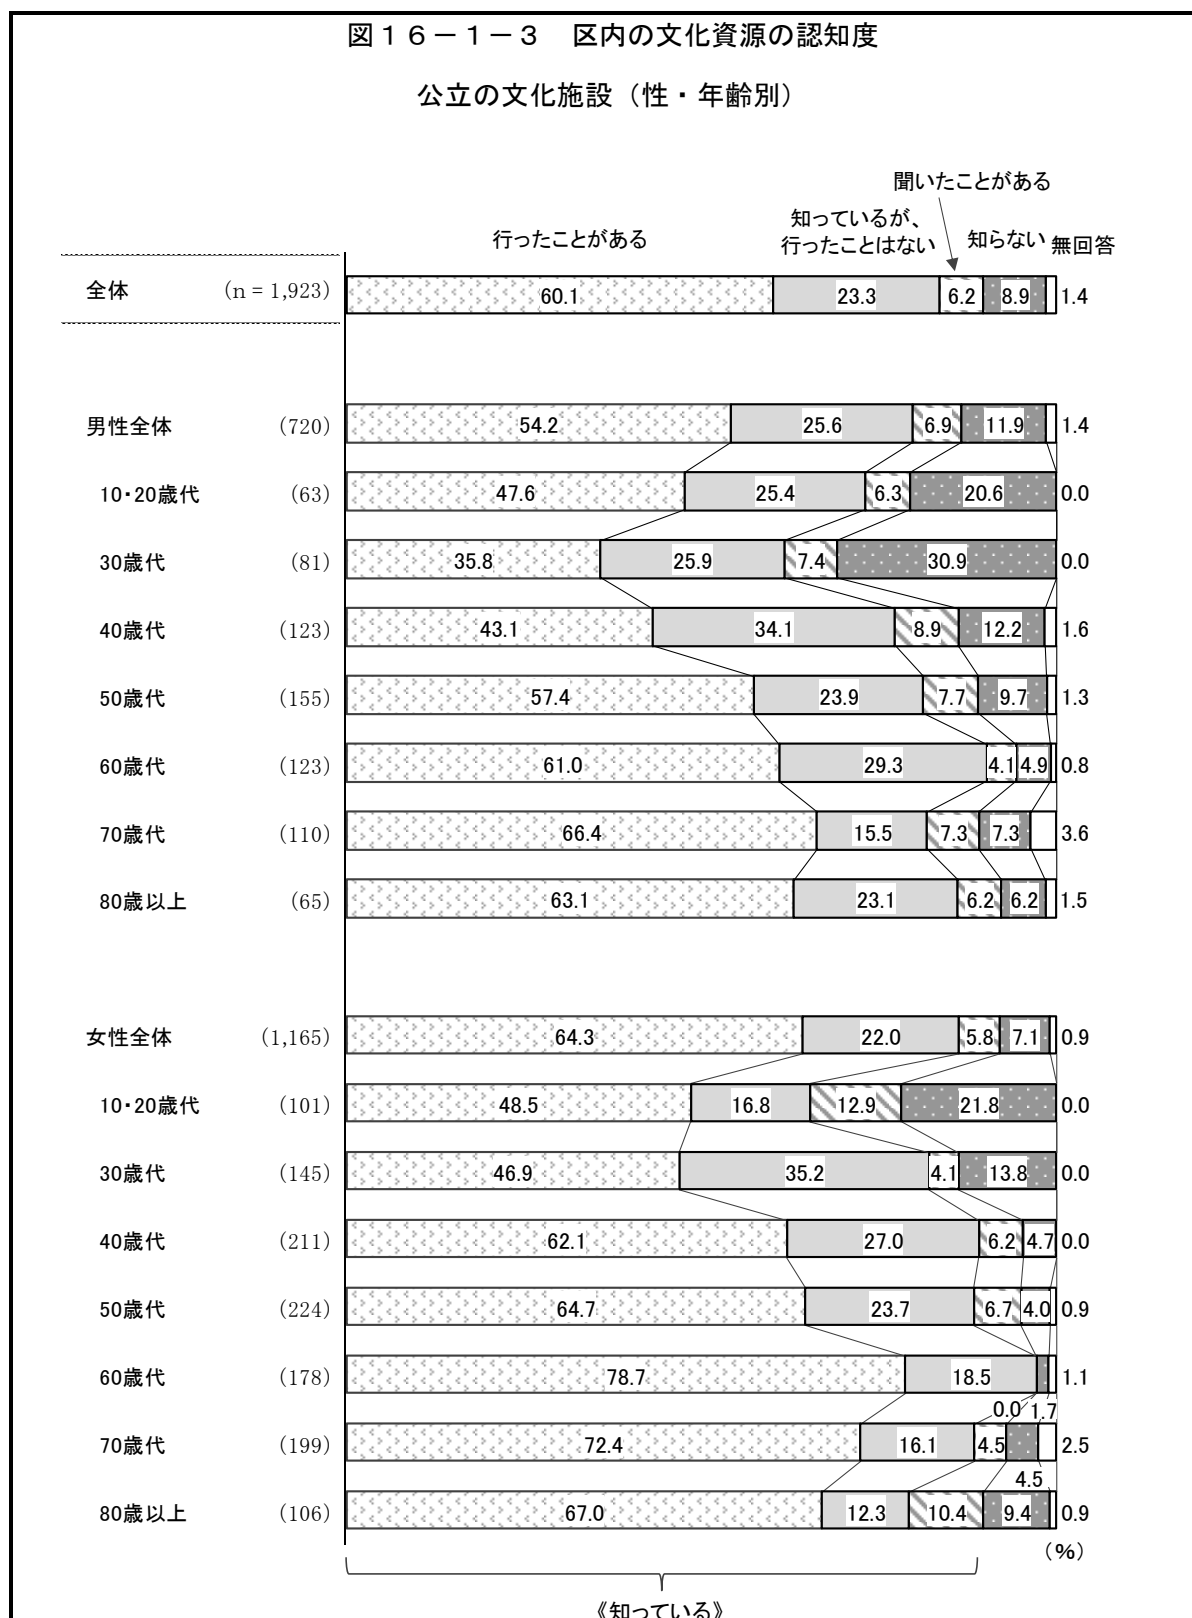 図１６－１－３　区内の文化資源の認知度
公立の文化施設（性・年齢別）
聞いたことがある
行ったことがある 知っているが、行ったことはない 知らない 無回答
全体 (n = 1,923) 60.1 23.3 6.2 8.9 1.4
男性全体 (720) 54.2 25.6 6.9 11.9 1.4
10・20歳代 (63) 47.6 25.4 6.3 20.6 0.0
30歳代 (81) 35.8 25.9 7.4 30.9 0.0
40歳代 (123) 43.1 34.1 8.9 12.2 1.6
50歳代 (155) 57.4 23.9 7.7 9.7 1.3
60歳代 (123) 61.0 29.3 4.1 4.9 0.8
70歳代 (110) 66.4 15.5 7.3 7.3 3.6
80歳以上 (65) 63.1 23.1 6.2 6.2 1.5
女性全体 (1,165) 64.3 22.0 5.8 7.1 0.9
10・20歳代 (101) 48.5 16.8 12.9 21.8 0.0
30歳代 (145) 46.9 35.2 4.1 13.8 0.0
40歳代 (211) 62.1 27.0 6.2 4.7 0.0
50歳代 (224) 64.7 23.7 6.7 4.0 0.9
60歳代 (178) 78.7 18.5 1.1
0.0 1.7
70歳代 (199) 72.4 16.1 4.5 2.5
4.5
80歳以上 (106) 67.0 12.3 10.4 9.4 0.9
(％)
《知っている》